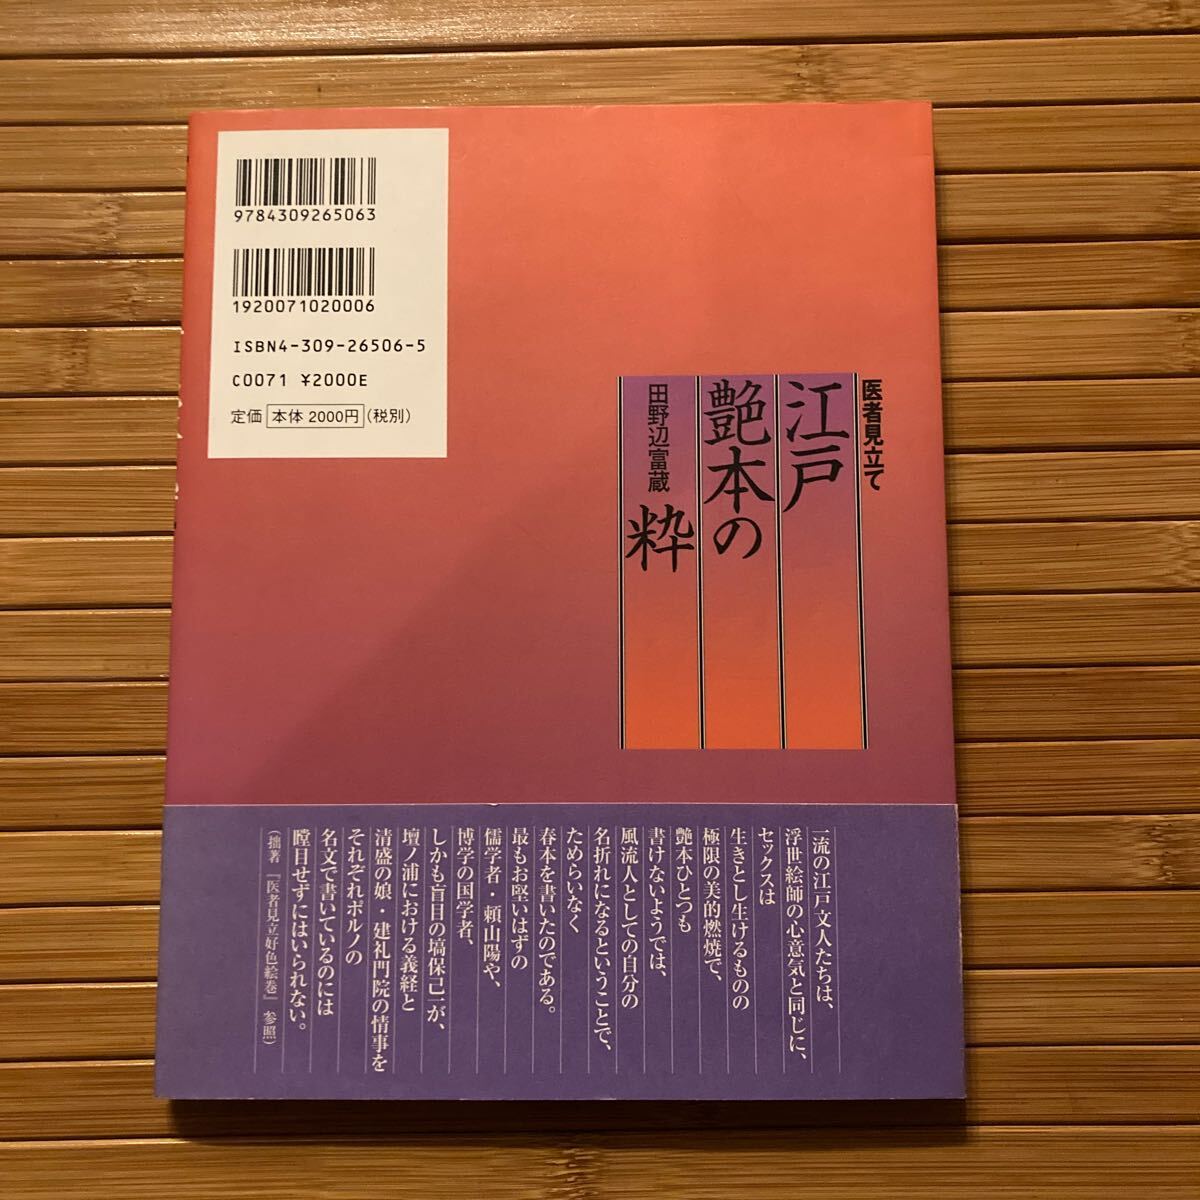 9784309265063
1920071020006
ISBN4-309-26506-5
C0071 ¥2000E
定価 本体 2000円 (税別)
医者見立て
江戸
艶本の
粋
田野辺富蔵
一流の江戸文人たちは、
浮世絵師の心意気と同じに、
セックスは
生きとし生けるものの
極限の美的燃焼で、
艶本ひとつも
書けないようでは、
風流人としての自分の
名折れになるということで、
ためらいなく
春本を書いたのである。
最もお堅いはずの
儒学者・頼山陽や、
博学の国学者、
しかも盲目の塙保己一が、
壇ノ浦における義経と
清盛の娘・建礼門院の情事を
それぞれポルノの
名文で書いているのには
瞠目せずにはいられない。
(拙著『医者見立好色絵巻』参照)